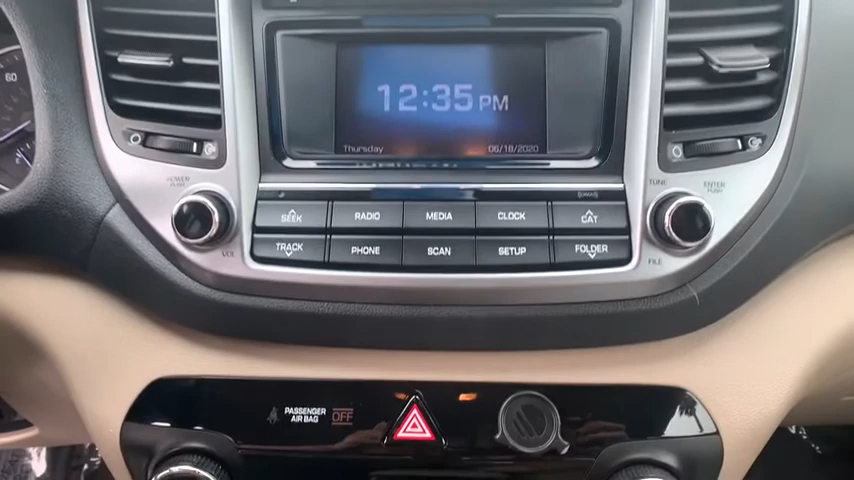 60
12:35 PM
Thursday 06/18/2020
POWER
PUSH
TUNE
ENTER
PUSH
SEEK RADIO MEDIA CLOCK CAT
TRACK PHONE SCAN SETUP FOLDER
VOL
FILE
PASSENGER
AIR BAG
OFF